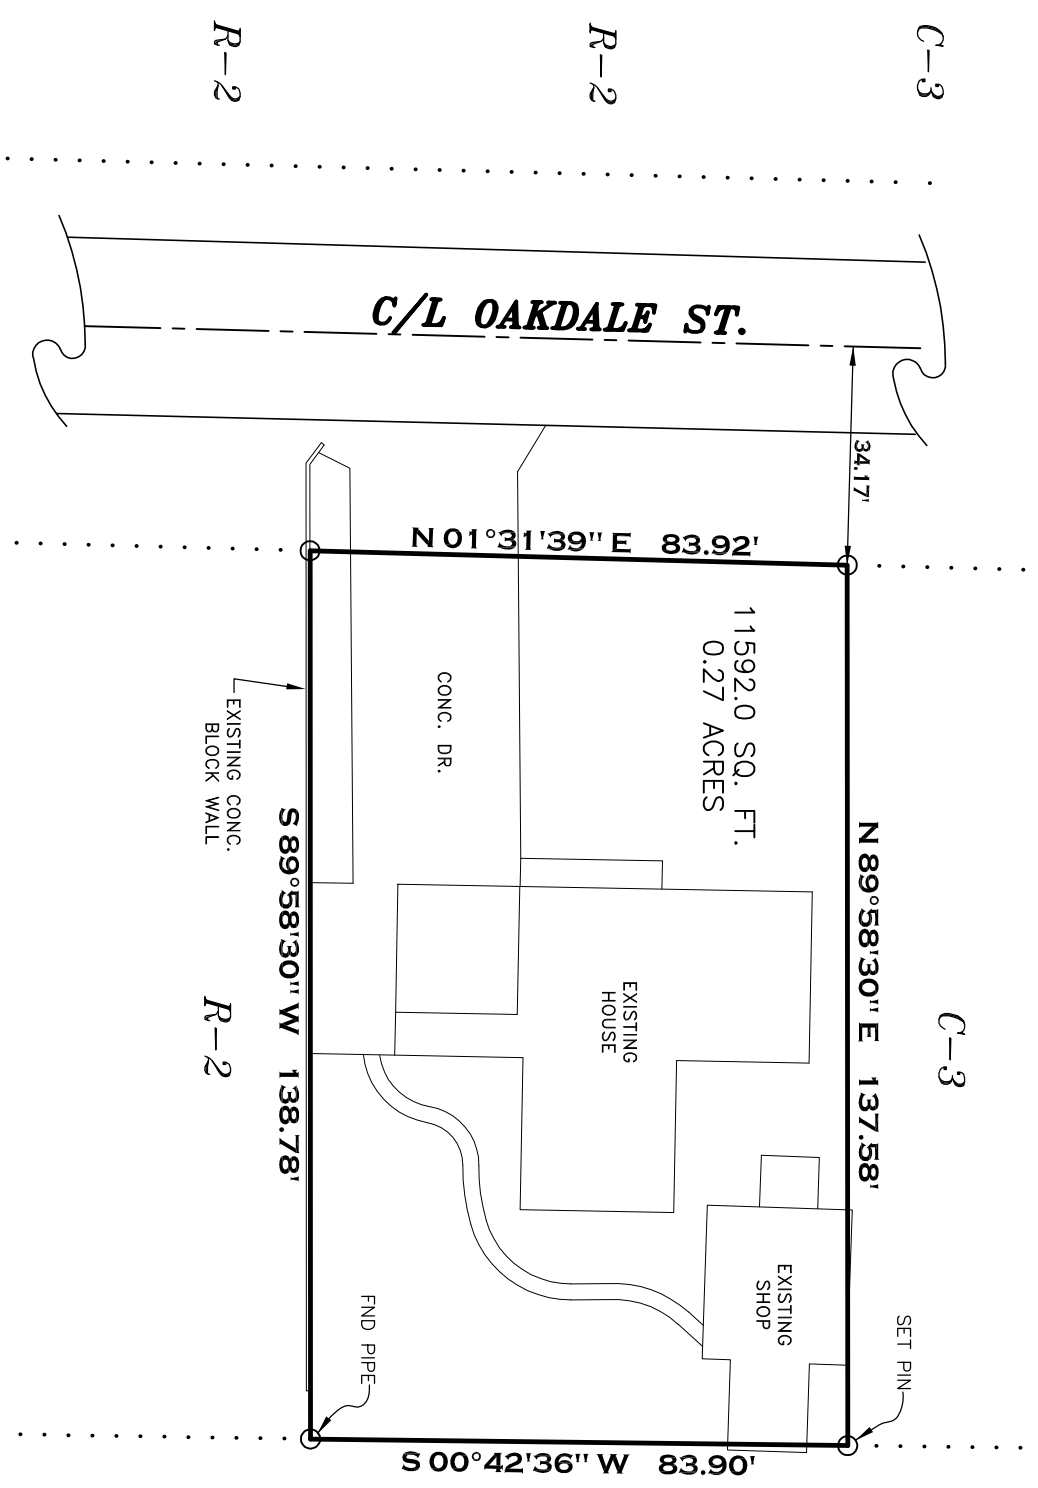 R-2
R-2
C-3
C/L OAKDALE ST.
34.17'
N 01°31'39" E 83.92'
11592.0 SQ. FT.
0.27 ACRES
CONC. DR.
EXISTING CONC.
BLOCK WALL
N 89°58'30" E 137.58'
S 89°58'30" W 138.78'
EXISTING
HOUSE
R-2
C-3
EXISTING
SHOP
SET PIN
FND PIPE
S 00°42'36" W 83.90'